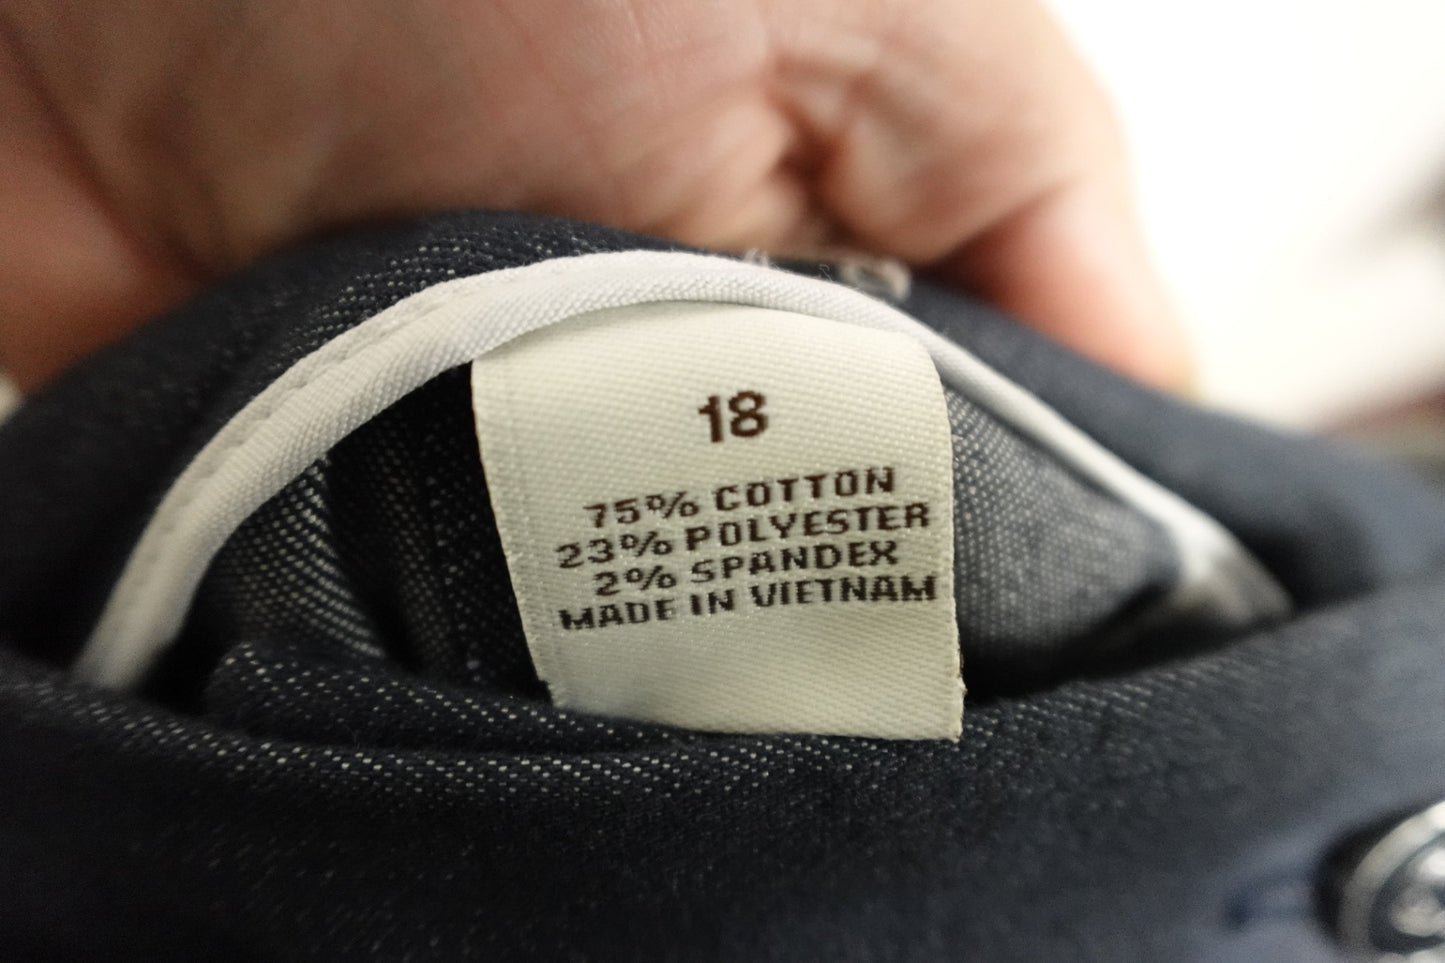 18
75% COTTON
23% POLYESTER
2% SPANDEX
MADE IN VIETNAM